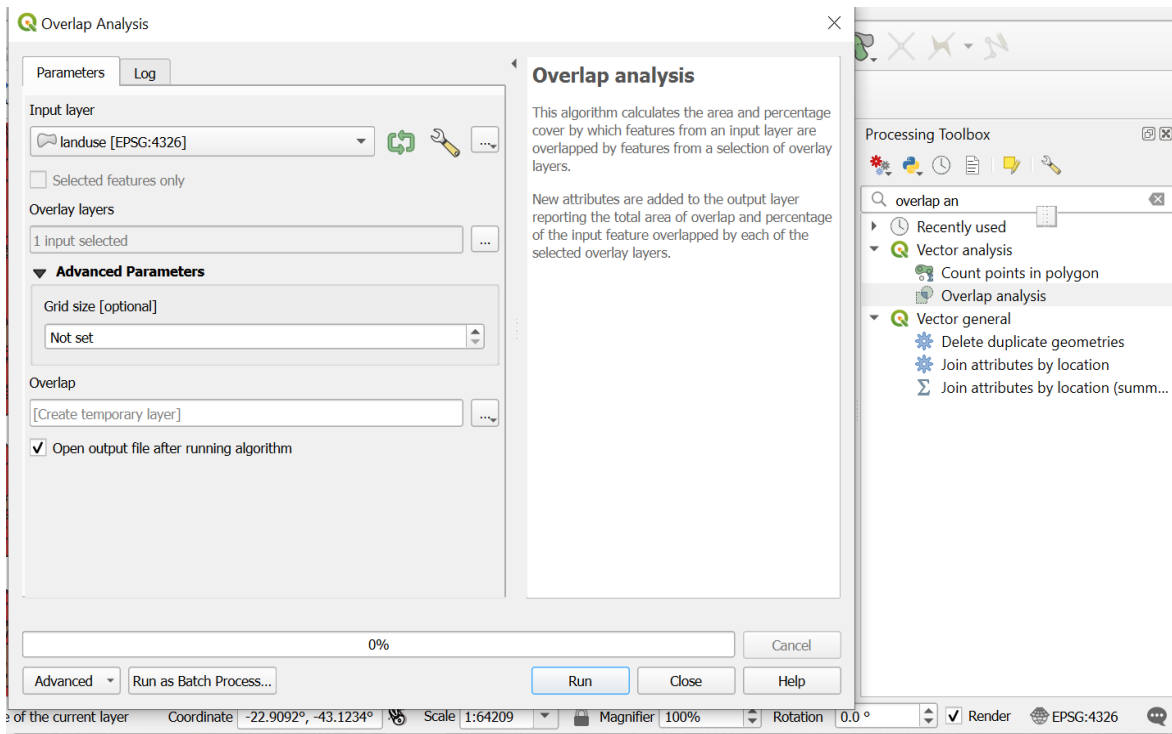 Overlap Analysis
Parameters
Log
Input layer
landuse [EPSG:4326]
...
Selected features only
Overlay layers
1 input selected
...
Advanced Parameters
Grid size [optional]
Not set
Overlap
[Create temporary layer]
...
Open output file after running algorithm
Overlap analysis
This algorithm calculates the area and percentage
cover by which features from an input layer are
overlapped by features from a selection of overlay
layers.
New attributes are added to the output layer
reporting the total area of overlap and percentage
of the input feature overlapped by each of the
selected overlay layers.
0%
Cancel
Advanced
Run as Batch Process...
Run
Close
Help
Processing Toolbox
overlap an
Recently used
Vector analysis
Count points in polygon
Overlap analysis
Vector general
Delete duplicate geometries
Join attributes by location
Join attributes by location (summ...
e of the current layer
Coordinate
-22.9092°, -43.1234°
Scale
1:64209
Magnifier
100%
Rotation
0.0 °
Render
EPSG:4326